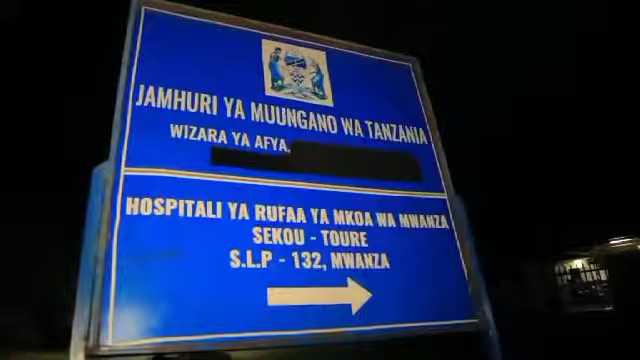 JAMHURI YA MUUNGANO WA TANZANIA
WIZARA YA AFYA,
HOSPITALI YA RUFAA YA MKOA WA MWANZA
SEKOU - TOURE
S.L.P - 132, MWANZA